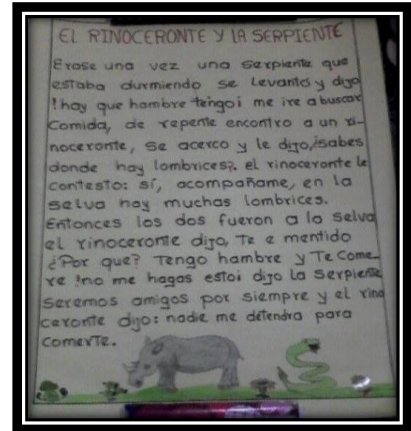 EL RINOCERONTE Y LA SERPIENTE
Erase una vez una serpiente que
estaba durmiendo se levanto y dijo
!hay que hambre tengo¡ me ire a buscar
comida, de repente encontro a un ri-
noceronte, se acerco y le dijo,¿sabes
donde hay lombrices?. el rinoceronte le
contesto: sí, acompañame, en la
selva hay muchas lombrices.
Entonces los dos fueron a la selva
el rinoceronte dijo, Te e mentido
¿Por que? Tengo hambre y Te come_
re !no me hagas esto¡ dijo la serpiente
seremos amigos por siempre y el rino
ceronte dijo: nadie me detendra para
comerte.